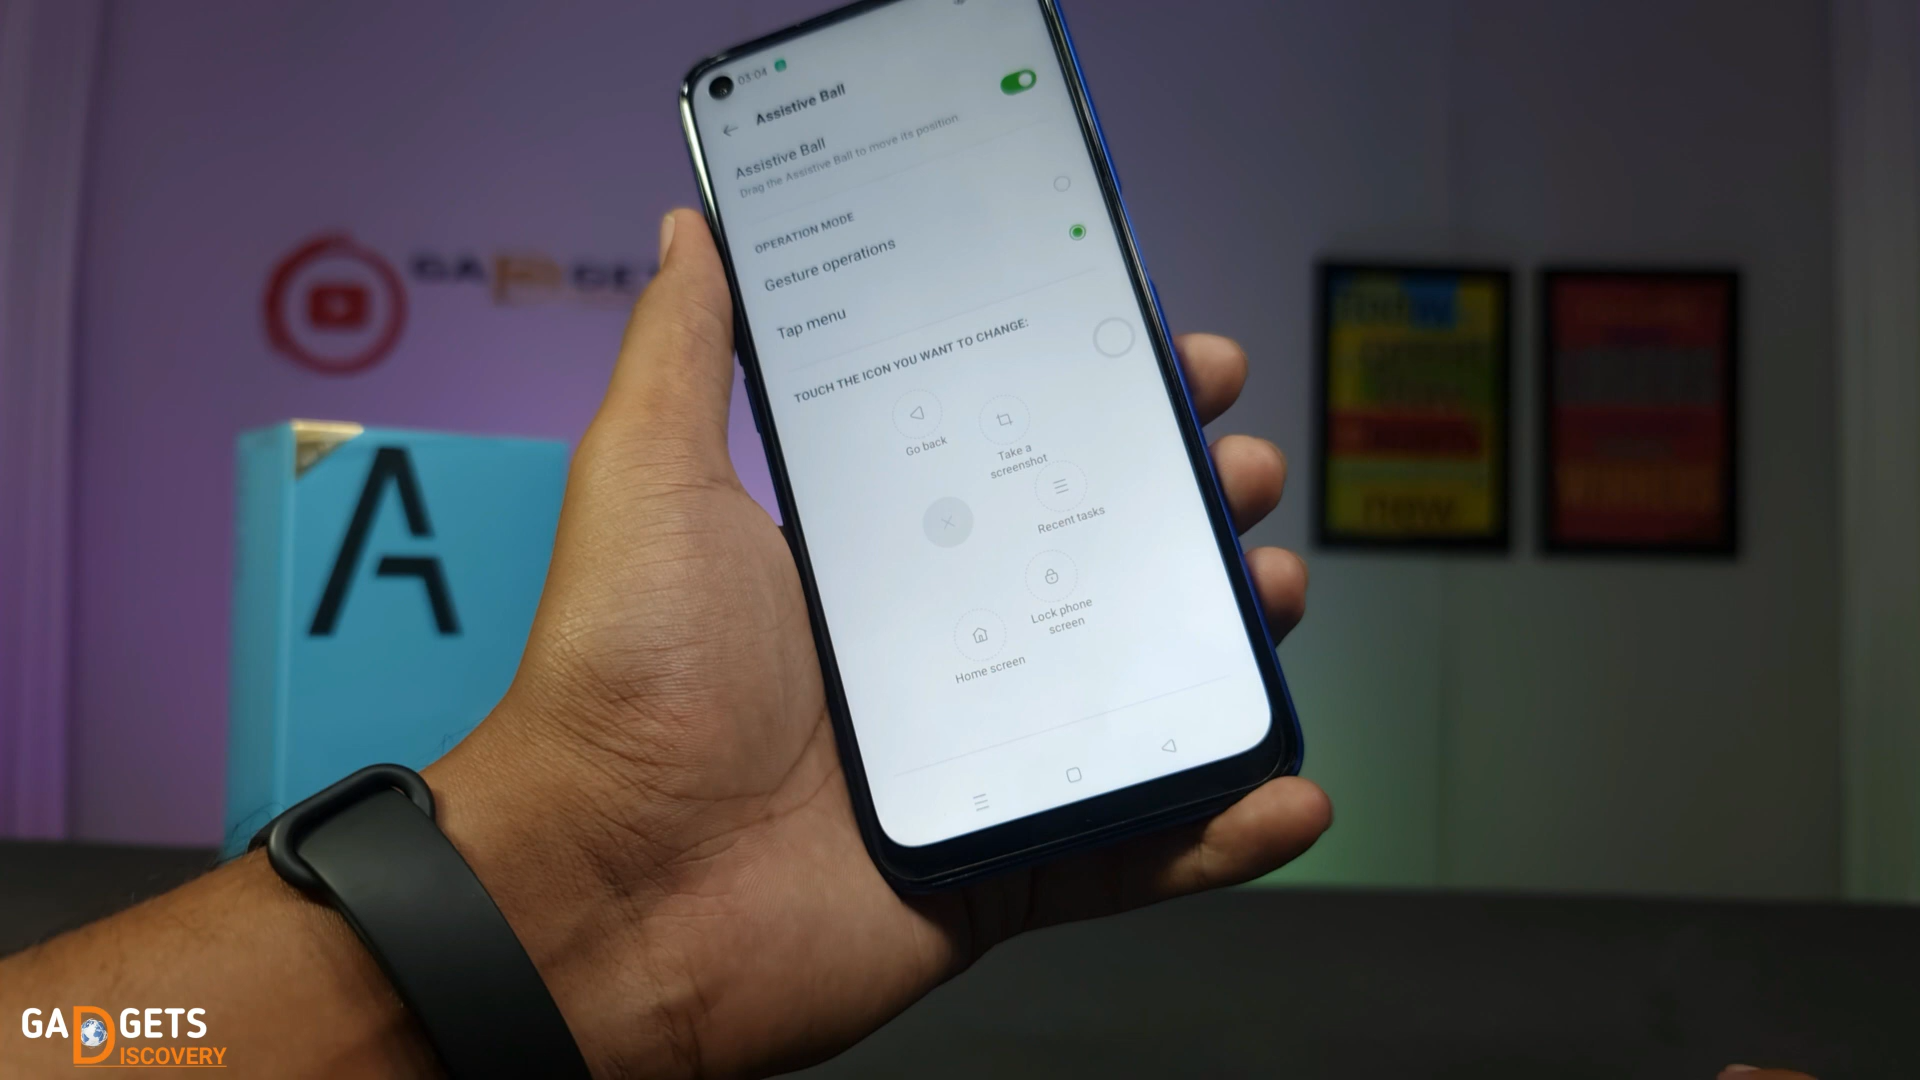 03:04
Assistive Ball
Assistive Ball
Drag the Assistive Ball to move its position
OPERATION MODE
Gesture operations
Tap menu
TOUCH THE ICON YOU WANT TO CHANGE:
Go back
Take a
screenshot
Recent tasks
Lock phone
screen
Home screen
A
GADGETS
DISCOVERY